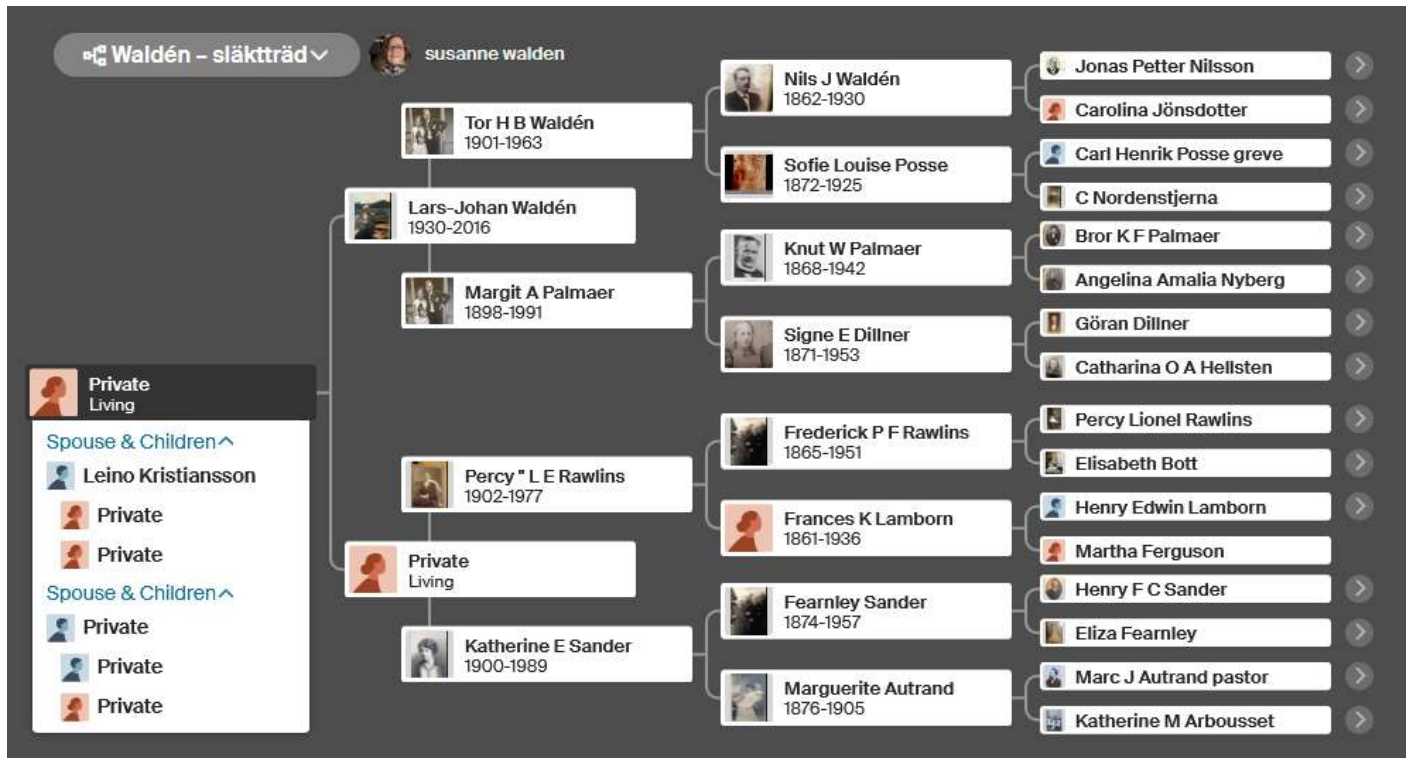 Waldén – släktträd
susanne walden
Private
Living
Spouse & Children
Leino Kristiansson
Private
Private
Spouse & Children
Private
Private
Private
Lars-Johan Waldén
1930-2016
Private
Living
Tor H B Waldén
1901-1963
Margit A Palmaer
1898-1991
Percy " L E Rawlins
1902-1977
Katherine E Sander
1900-1989
Nils J Waldén
1862-1930
Sofie Louise Posse
1872-1925
Knut W Palmaer
1868-1942
Signe E Dillner
1871-1953
Frederick P F Rawlins
1865-1951
Frances K Lamborn
1861-1936
Fearnley Sander
1874-1957
Marguerite Autrand
1876-1905
Jonas Petter Nilsson
Carolina Jönsdotter
Carl Henrik Posse greve
C Nordenstjerna
Bror K F Palmaer
Angelina Amalia Nyberg
Göran Dillner
Catharina O A Hellsten
Percy Lionel Rawlins
Elisabeth Bott
Henry Edwin Lamborn
Martha Ferguson
Henry F C Sander
Eliza Fearnley
Marc J Autrand pastor
Katherine M Arbousset